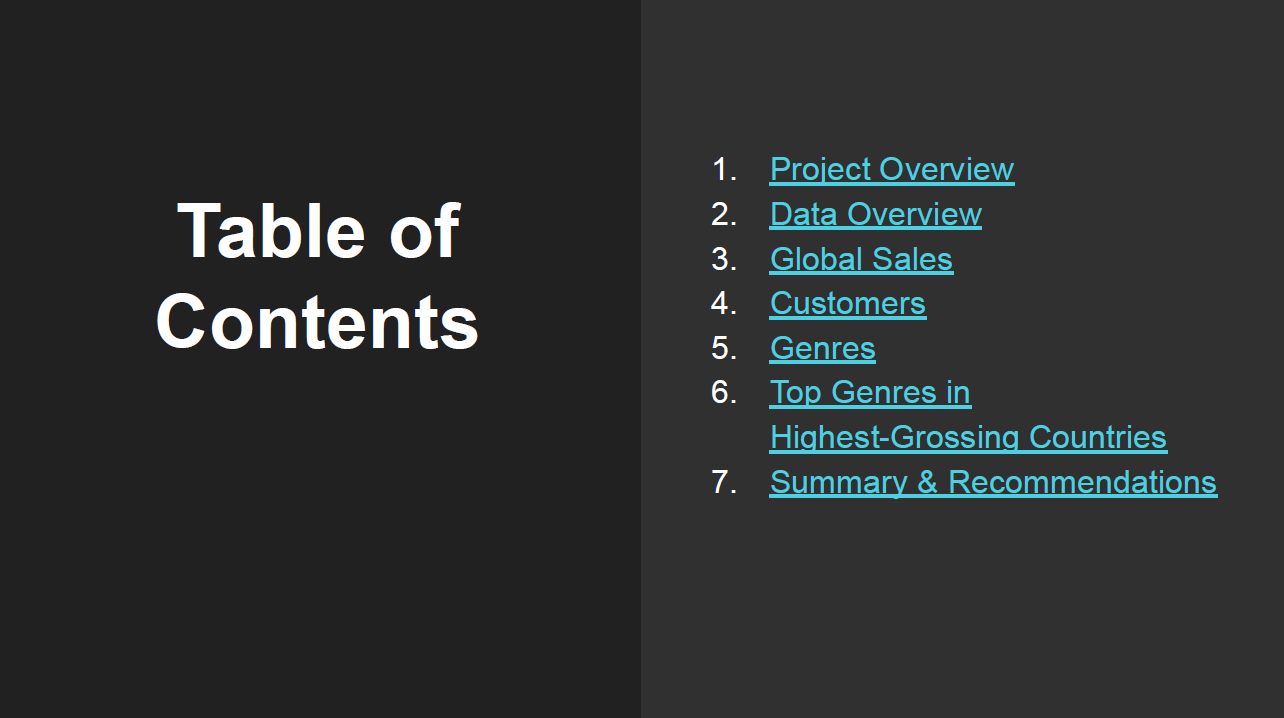 Table of
Contents
1. Project Overview
2. Data Overview
3. Global Sales
4. Customers
5. Genres
6. Top Genres in
Highest-Grossing Countries
7. Summary & Recommendations